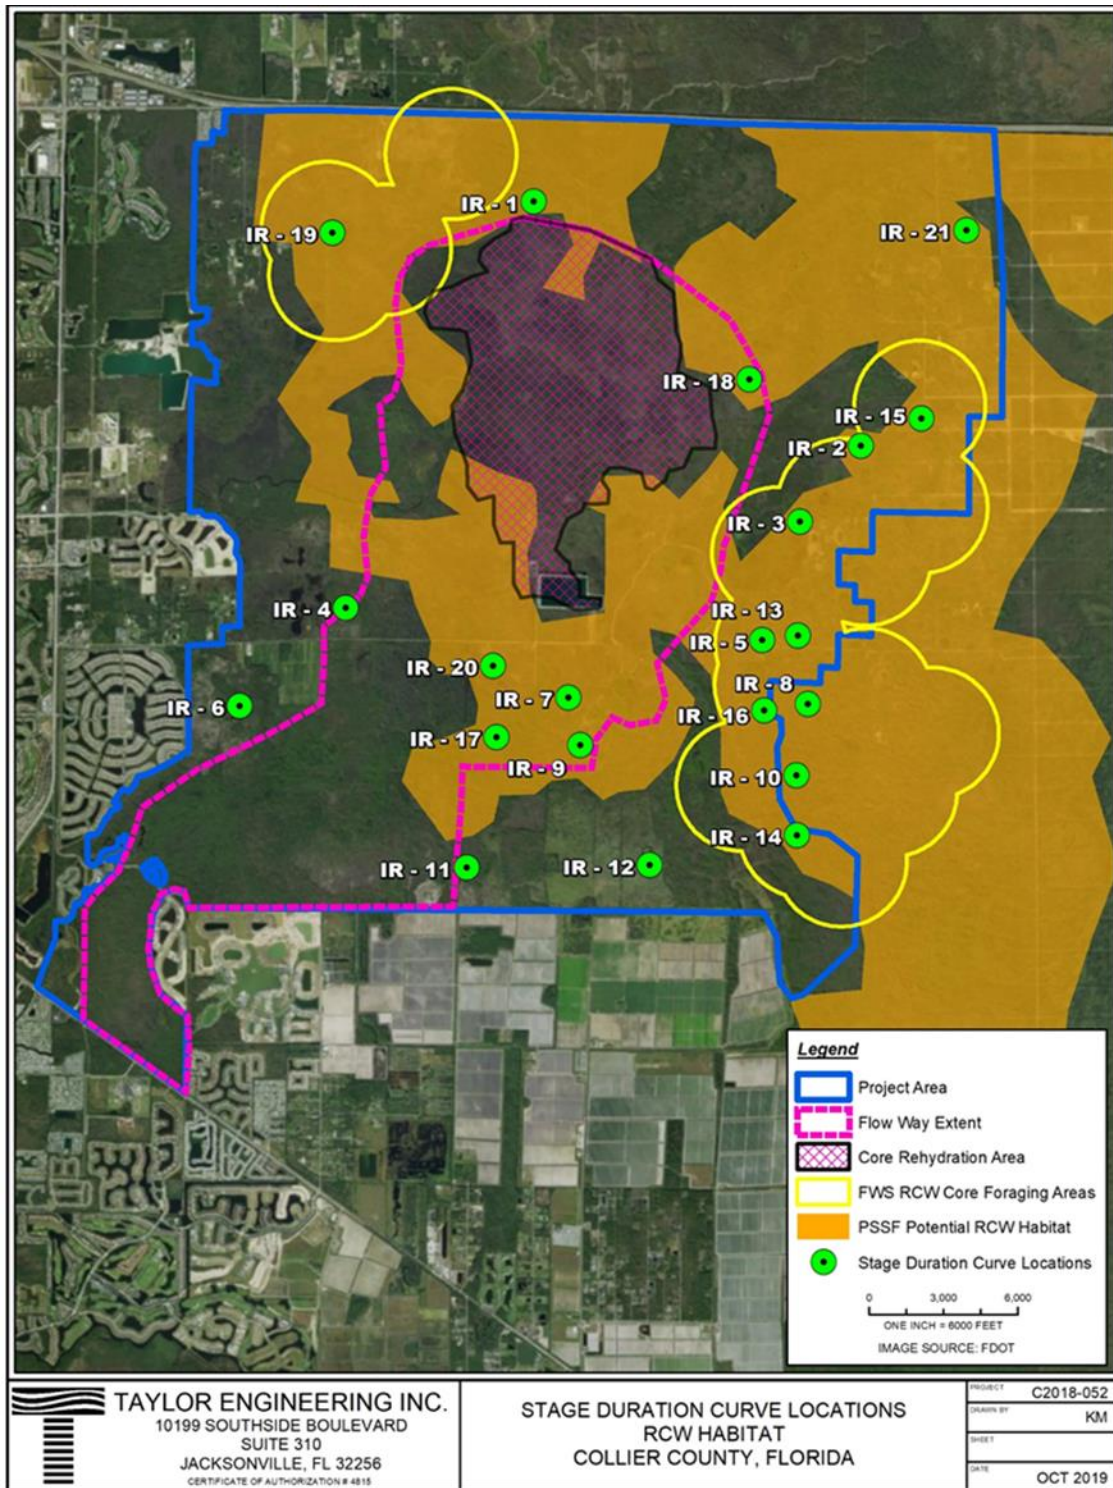 IR - 1
IR - 19
IR - 21
IR - 18
IR - 15
IR - 2
IR - 3
IR - 4
IR - 13
IR - 5
IR - 20
IR - 8
IR - 7
IR - 6
IR - 16
IR - 17
IR - 9
IR - 10
IR - 14
IR - 11
IR - 12
Legend
Project Area
Flow Way Extent
Core Rehydration Area
FWS RCW Core Foraging Areas
PSSF Potential RCW Habitat
Stage Duration Curve Locations
0 3,000 6,000
ONE INCH = 6000 FEET
IMAGE SOURCE: FDOT
TAYLOR ENGINEERING INC.
10199 SOUTHSIDE BOULEVARD
SUITE 310
JACKSONVILLE, FL 32256
CERTIFICATE OF AUTHORIZATION # 4815
STAGE DURATION CURVE LOCATIONS
RCW HABITAT
COLLIER COUNTY, FLORIDA
PROJECT
C2018-052
DRAWN BY
KM
SHEET
DATE
OCT 2019